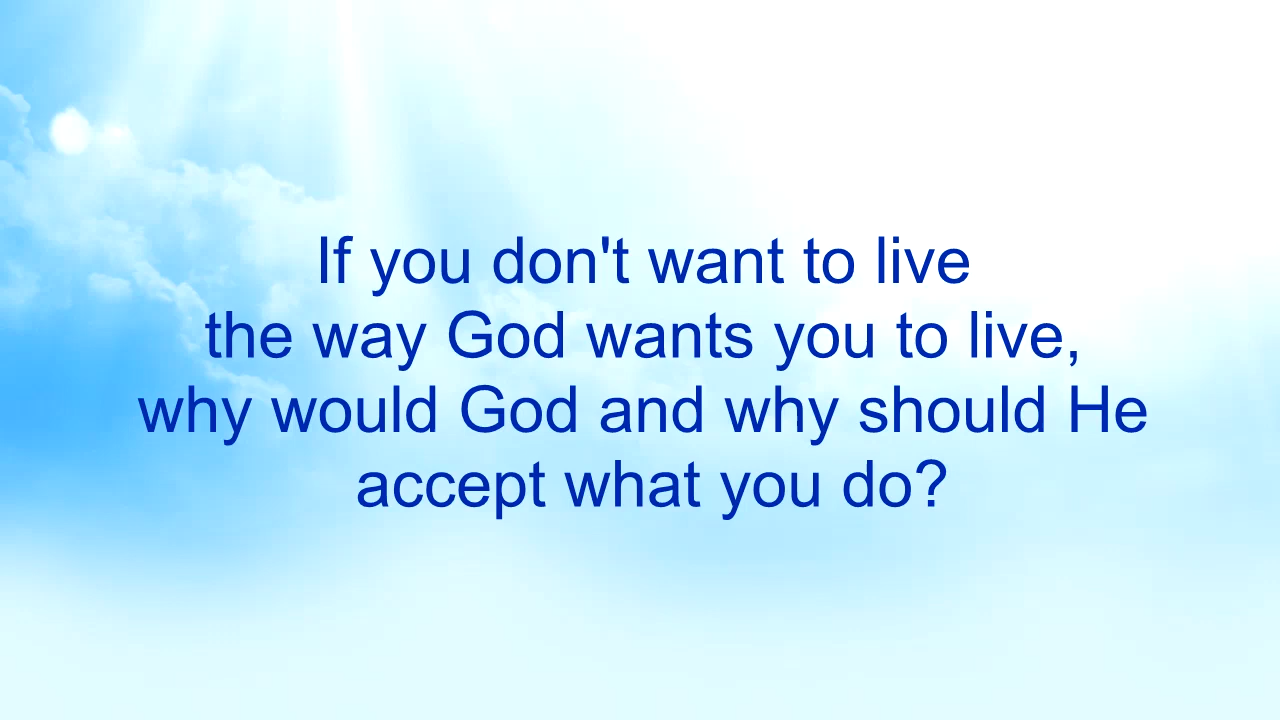 If you don't want to live
the way God wants you to live,
why would God and why should He
accept what you do?